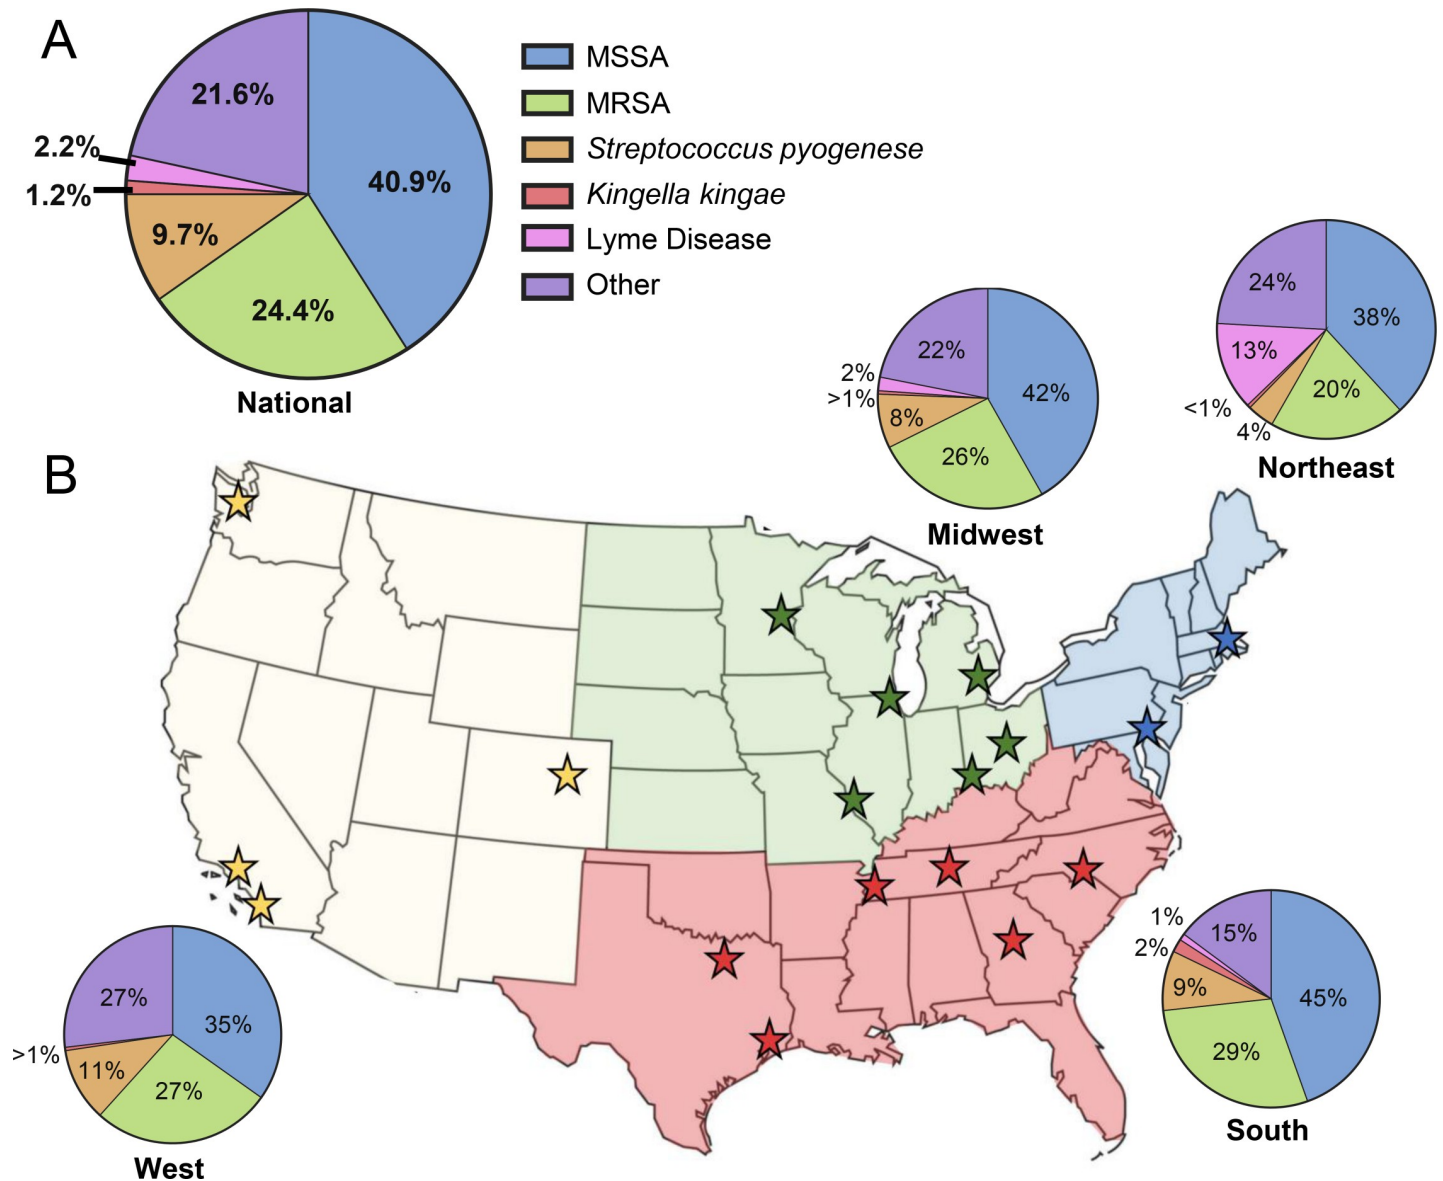 A
21.6%
2.2%
1.2%
40.9%
9.7%
24.4%
National
MSSA
MRSA
Streptococcus pyogenese
Kingella kingae
Lyme Disease
Other
B
22%
2%
>1%
42%
8%
26%
Midwest
24%
38%
13%
20%
<1%
4%
Northeast
27%
35%
>1%
11%
27%
West
1%
15%
2%
9%
45%
29%
South